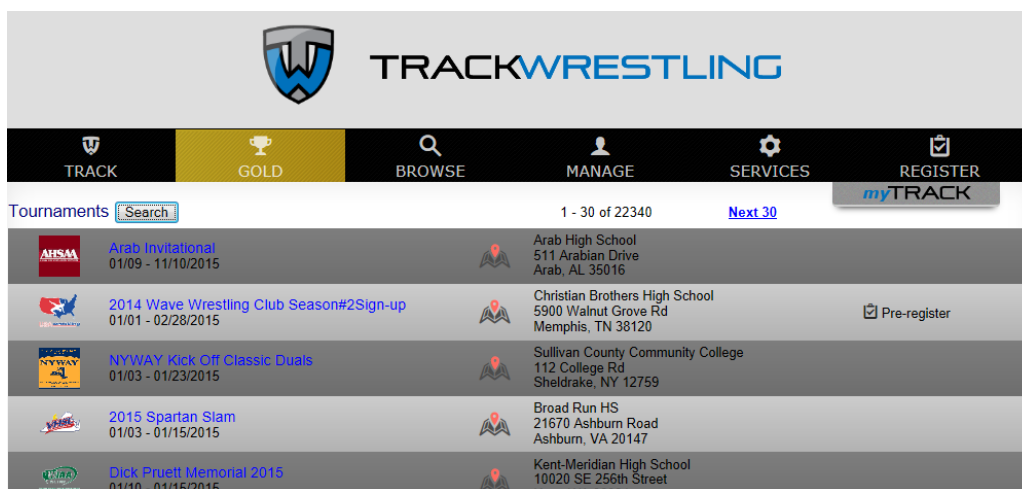 TRACKWRESTLING
TRACK GOLD BROWSE MANAGE SERVICES REGISTER
myTRACK
Tournaments Search 1 - 30 of 22340 Next 30
AHSAA
Arab Invitational
01/09 - 11/10/2015
Arab High School
511 Arabian Drive
Arab, AL 35016
2014 Wave Wrestling Club Season#2Sign-up
01/01 - 02/28/2015
Christian Brothers High School
5900 Walnut Grove Rd
Memphis, TN 38120
Pre-register
NYWAY
NYWAY Kick Off Classic Duals
01/03 - 01/23/2015
Sullivan County Community College
112 College Rd
Sheldrake, NY 12759
VHSL
2015 Spartan Slam
01/03 - 01/15/2015
Broad Run HS
21670 Ashburn Road
Ashburn, VA 20147
Dick Pruett Memorial 2015
01/10 - 01/15/2015
Kent-Meridian High School
10020 SE 256th Street